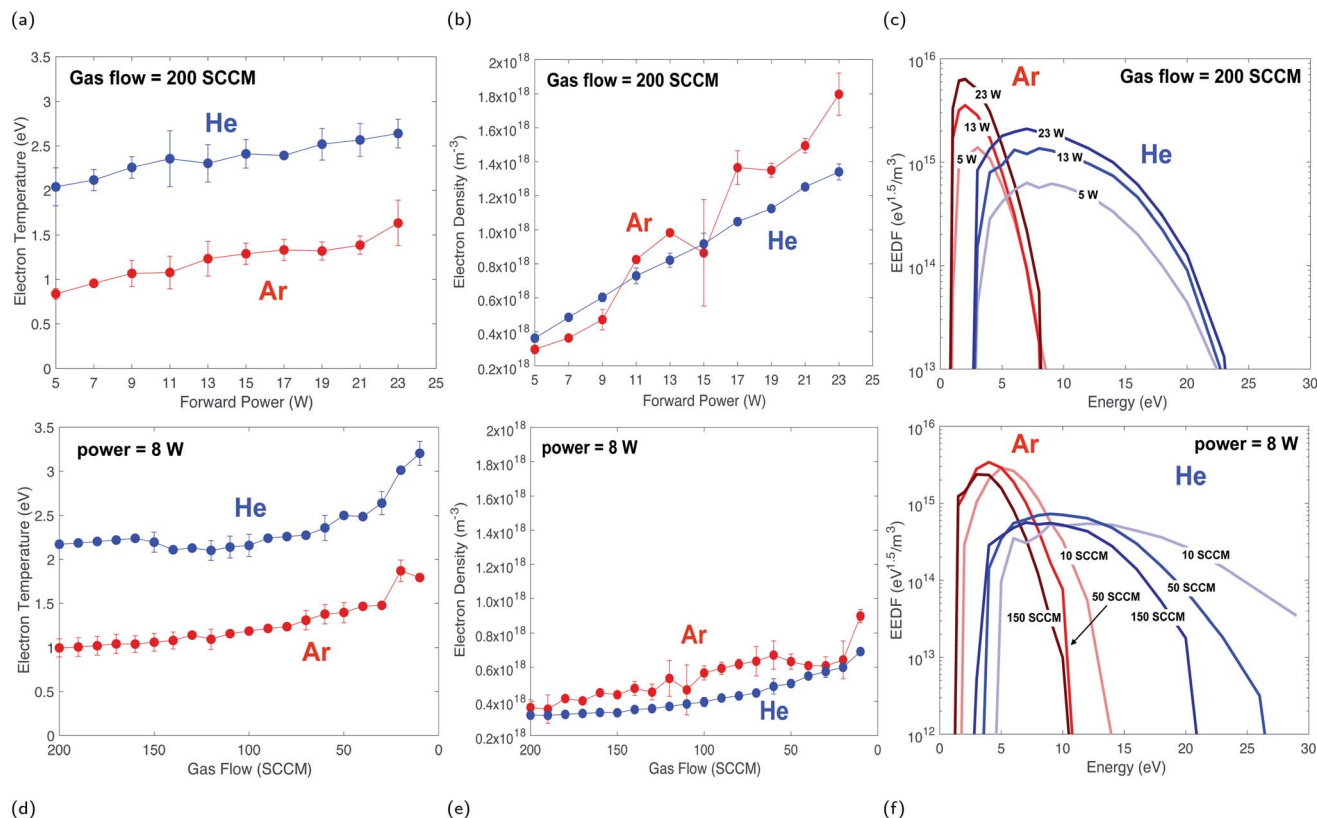 (a)
(b)
(c)
Gas flow = 200 SCCM
He
Ar
Electron Temperature (eV)
3.5
3
2.5
2
1.5
1
0.5
0
5 7 9 11 13 15 17 19 21 23 25
Forward Power (W)
Gas flow = 200 SCCM
Ar
He
Electron Density (m-3)
2.0x10^18
1.8x10^18
1.6x10^18
1.4x10^18
1.2x10^18
1.0x10^18
0.8x10^18
0.6x10^18
0.4x10^18
0.2x10^18
5 7 9 11 13 15 17 19 21 23 25
Forward Power (W)
Ar
Gas flow = 200 SCCM
23 W
13 W
5 W
He
23 W
13 W
5 W
EEDF (eV^1.5/m^3)
10^16
10^15
10^14
10^13
0 5 10 15 20 25 30
Energy (eV)
power = 8 W
He
Ar
Electron Temperature (eV)
3.5
3
2.5
2
1.5
1
0.5
0
200 150 100 50 0
Gas Flow (SCCM)
power = 8 W
Ar
He
Electron Density (m-3)
2.0x10^18
1.8x10^18
1.6x10^18
1.4x10^18
1.2x10^18
1.0x10^18
0.8x10^18
0.6x10^18
0.4x10^18
0.2x10^18
200 150 100 50 0
Gas Flow (SCCM)
Ar
power = 8 W
He
10 SCCM
10 SCCM
50 SCCM
50 SCCM
150 SCCM
150 SCCM
EEDF (eV^1.5/m^3)
10^16
10^15
10^14
10^13
10^12
0 5 10 15 20 25 30
Energy (eV)
(d)
(e)
(f)